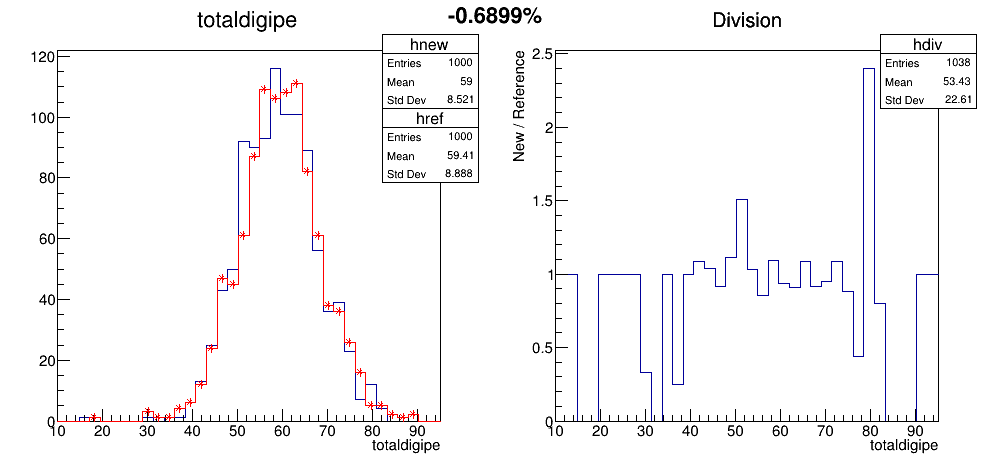 totaldigipe
-0.6899%
Division
hnew
Entries 1000
Mean 59
Std Dev 8.521
href
Entries 1000
Mean 59.41
Std Dev 8.888
120
100
80
60
40
20
0
10 20 30 40 50 60 70 80 90
totaldigipe
hdiv
Entries 1038
Mean 53.43
Std Dev 22.61
New / Reference
2.5
2
1.5
1
0.5
0
10 20 30 40 50 60 70 80 90
totaldigipe